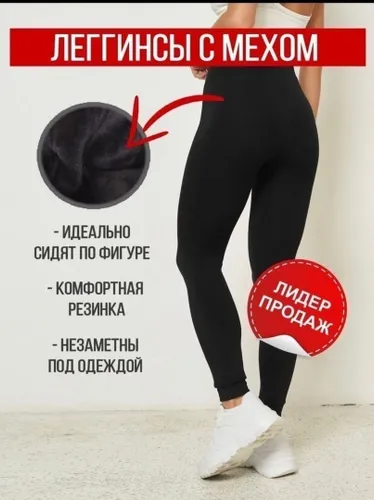 ЛЕГГИНСЫ С МЕХОМ
- ИДЕАЛЬНО
СИДЯТ ПО ФИГУРЕ
- КОМФОРТНАЯ
РЕЗИНКА
- НЕЗАМЕТНЫ
ПОД ОДЕЖДОЙ
ЛИДЕР
ПРОДАЖ